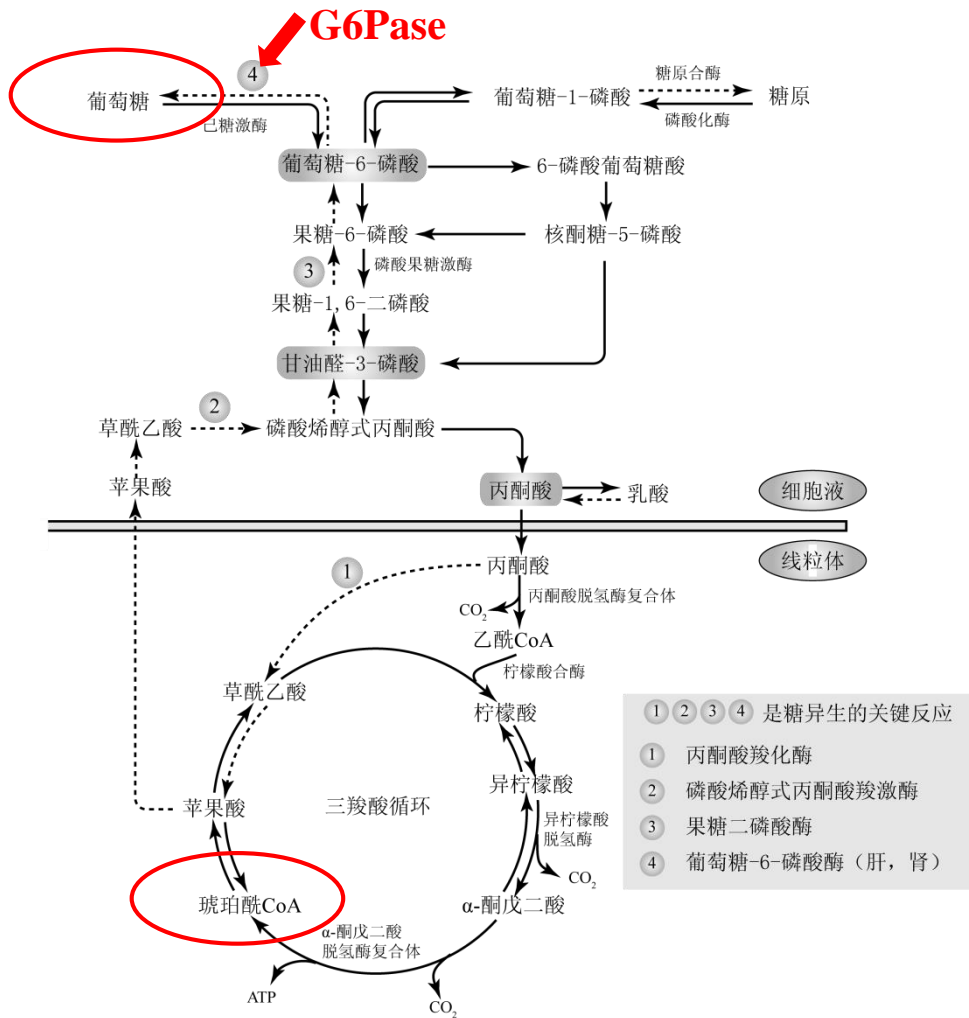 G6Pase
4
葡萄糖
己糖激酶
葡萄糖-1-磷酸
糖原合酶
磷酸化酶
糖原
葡萄糖-6-磷酸
6-磷酸葡萄糖酸
果糖-6-磷酸
核酮糖-5-磷酸
3
磷酸果糖激酶
果糖-1,6-二磷酸
甘油醛-3-磷酸
2
草酰乙酸
磷酸烯醇式丙酮酸
苹果酸
丙酮酸
乳酸
细胞液
线粒体
1
丙酮酸
CO2
丙酮酸脱氢酶复合体
乙酰CoA
柠檬酸合酶
草酰乙酸
柠檬酸
苹果酸
三羧酸循环
异柠檬酸
异柠檬酸
脱氢酶
CO2
琥珀酰CoA
α-酮戊二酸
α-酮戊二酸
脱氢酶复合体
ATP
CO2
1 2 3 4 是糖异生的关键反应
1 丙酮酸羧化酶
2 磷酸烯醇式丙酮酸羧激酶
3 果糖二磷酸酶
4 葡萄糖-6-磷酸酶（肝，肾）